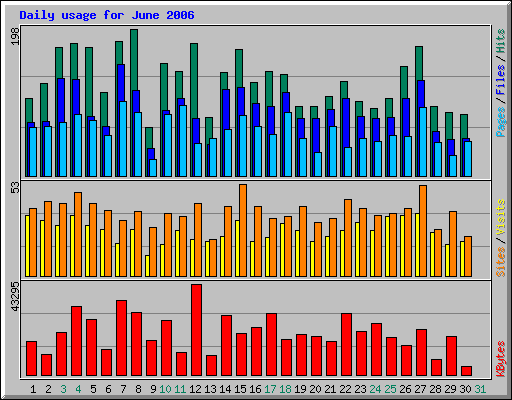 Daily usage for June 2006
198
Pages / Files / Hits
53
Sites / Visits
43295
KBytes
1 2 3 4 5 6 7 8 9 10 11 12 13 14 15 16 17 18 19 20 21 22 23 24 25 26 27 28 29 30 31